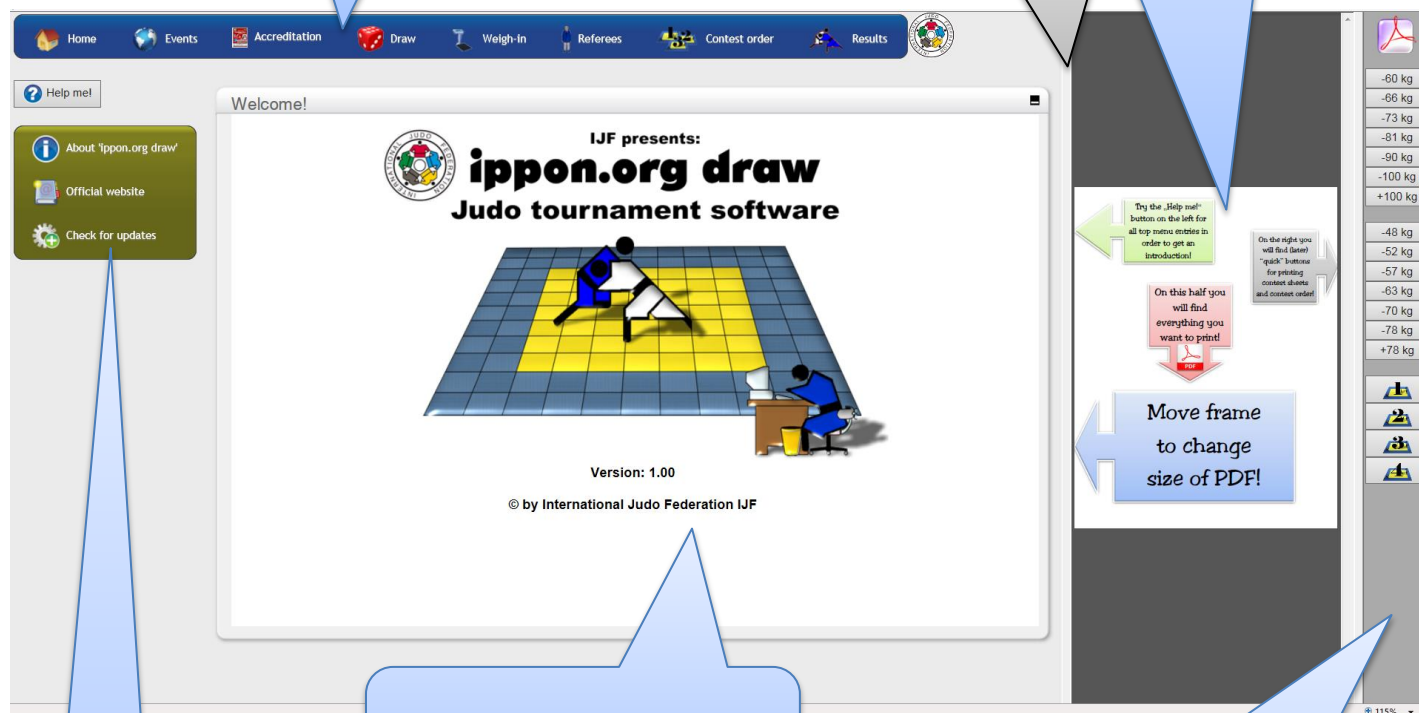 Home Events Accreditation Draw Weigh-in Referees Contest order Results
Help me!
About 'ippon.org draw'
Official website
Check for updates
Welcome!
INTERNATIONAL JUDO FEDERATION
IJF presents:
ippon.org draw
Judo tournament software
Version: 1.00
© by International Judo Federation IJF
Try the „Help me!“
button on the left for
all top menu entries in
order to get an
introduction!
On the right you
will find (later)
"quick" buttons
for printing
contest sheets
and contest order!
On this half you
will find
everything you
want to print!
PDF
Move frame
to change
size of PDF!
-60 kg
-66 kg
-73 kg
-81 kg
-90 kg
-100 kg
+100 kg
-48 kg
-52 kg
-57 kg
-63 kg
-70 kg
-78 kg
+78 kg
1
2
3
4
115%